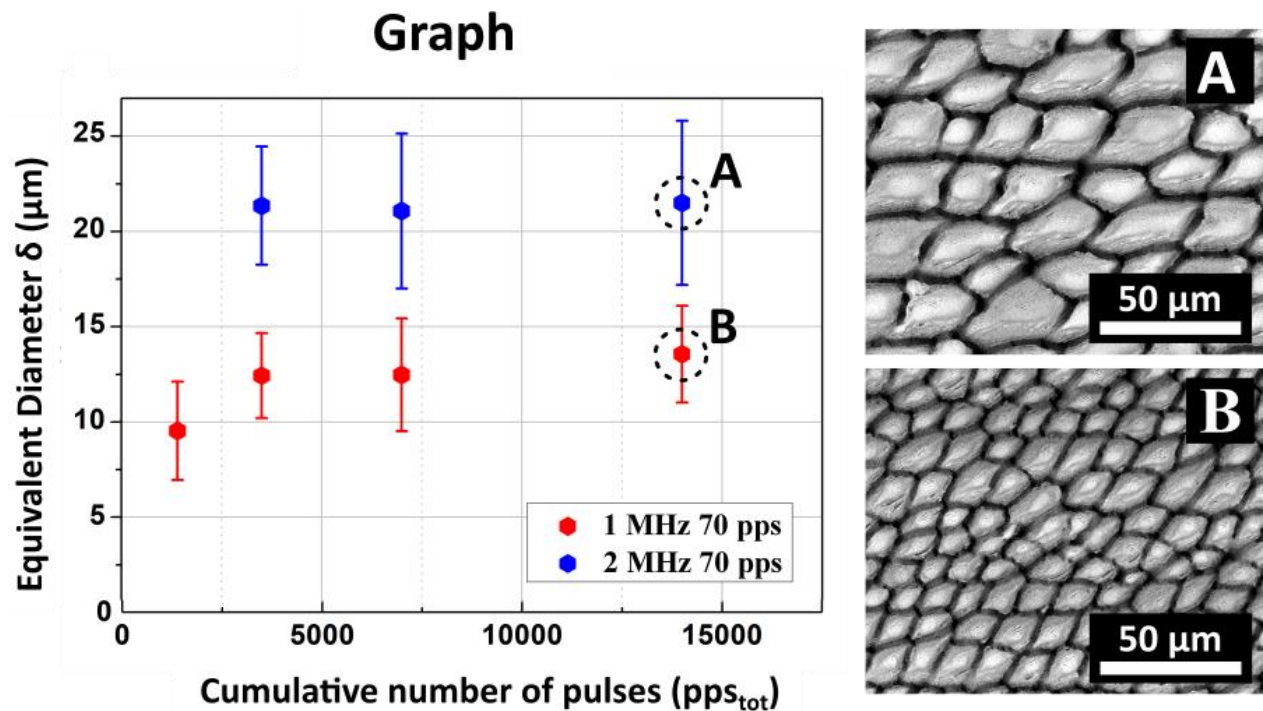 Graph
Equivalent Diameter δ (µm)
25
20
15
10
5
0
0 5000 10000 15000
Cumulative number of pulses (pps_tot)
A
B
1 MHz 70 pps
2 MHz 70 pps
A
50 µm
B
50 µm